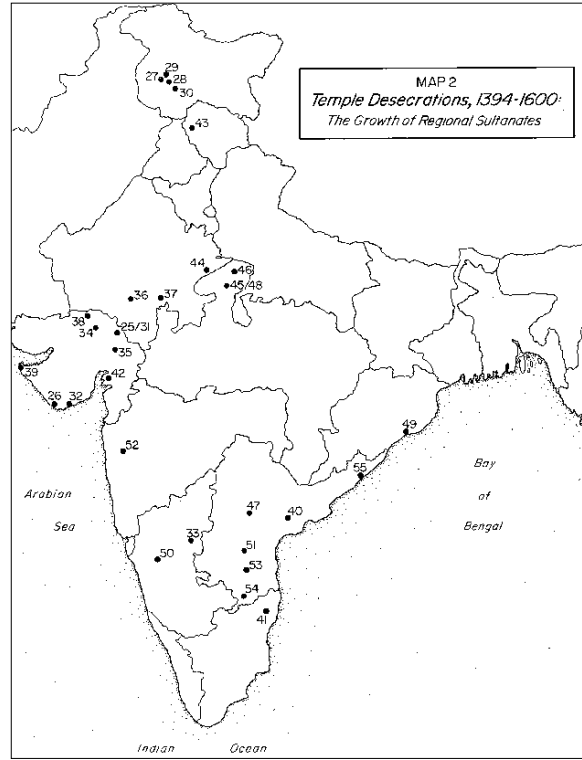 MAP 2
Temple Desecrations, 1394-1600:
The Growth of Regional Sultanates
29
27
28
30
43
44
46
45/48
36
37
38
34
25/31
35
39
42
26
32
52
49
55
Bay
of
Bengal
Arabian
Sea
47
40
33
50
51
53
54
41
Indian
Ocean